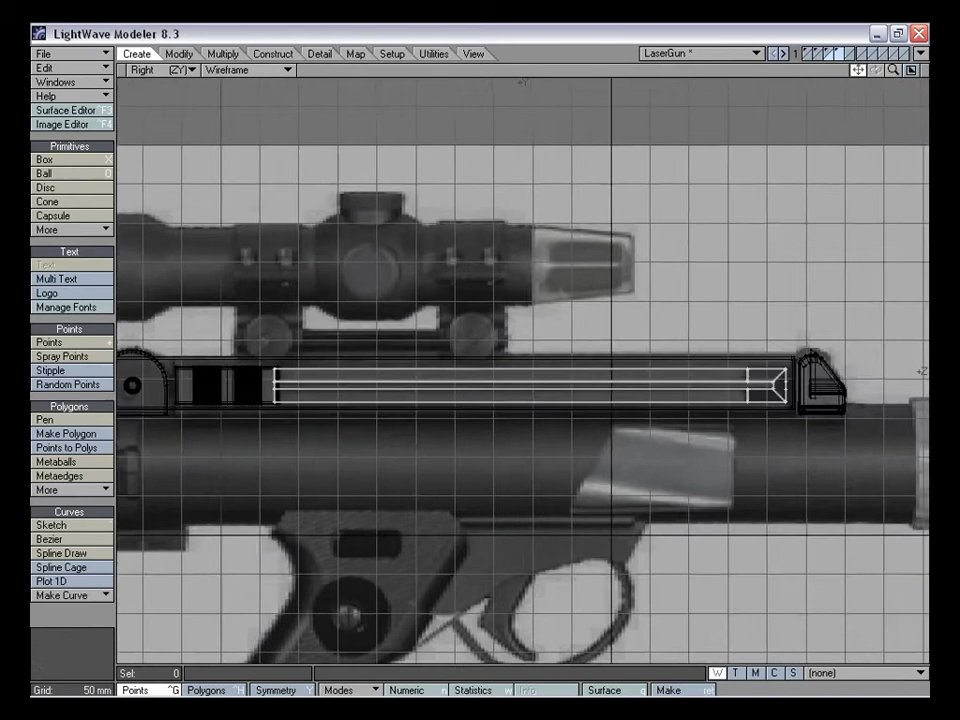 LightWave Modeler 8.3
File Create Modify Multiply Construct Detail Map Setup Utilities View LaserGun 1
Edit Right (ZY) Wireframe
Windows
Help
Surface Editor F3
Image Editor ^F4
Primitives
Box X
Ball O
Disc
Cone
Capsule
More
Text
Text
Multi Text
Logo
Manage Fonts
Points
Points +
Spray Points
Stipple
Random Points
Polygons
Pen
Make Polygon
Points to Polys
Metaballs
Metaedges
More
Curves
Sketch
Bezier
Spline Draw
Spline Cage
Plot 1D
Make Curve
Sel: 0 W T M C S (none)
Grid: 50 mm Points ^G Polygons ^H Symmetry Y Modes Numeric n Statistics w Info Surface q Make ret